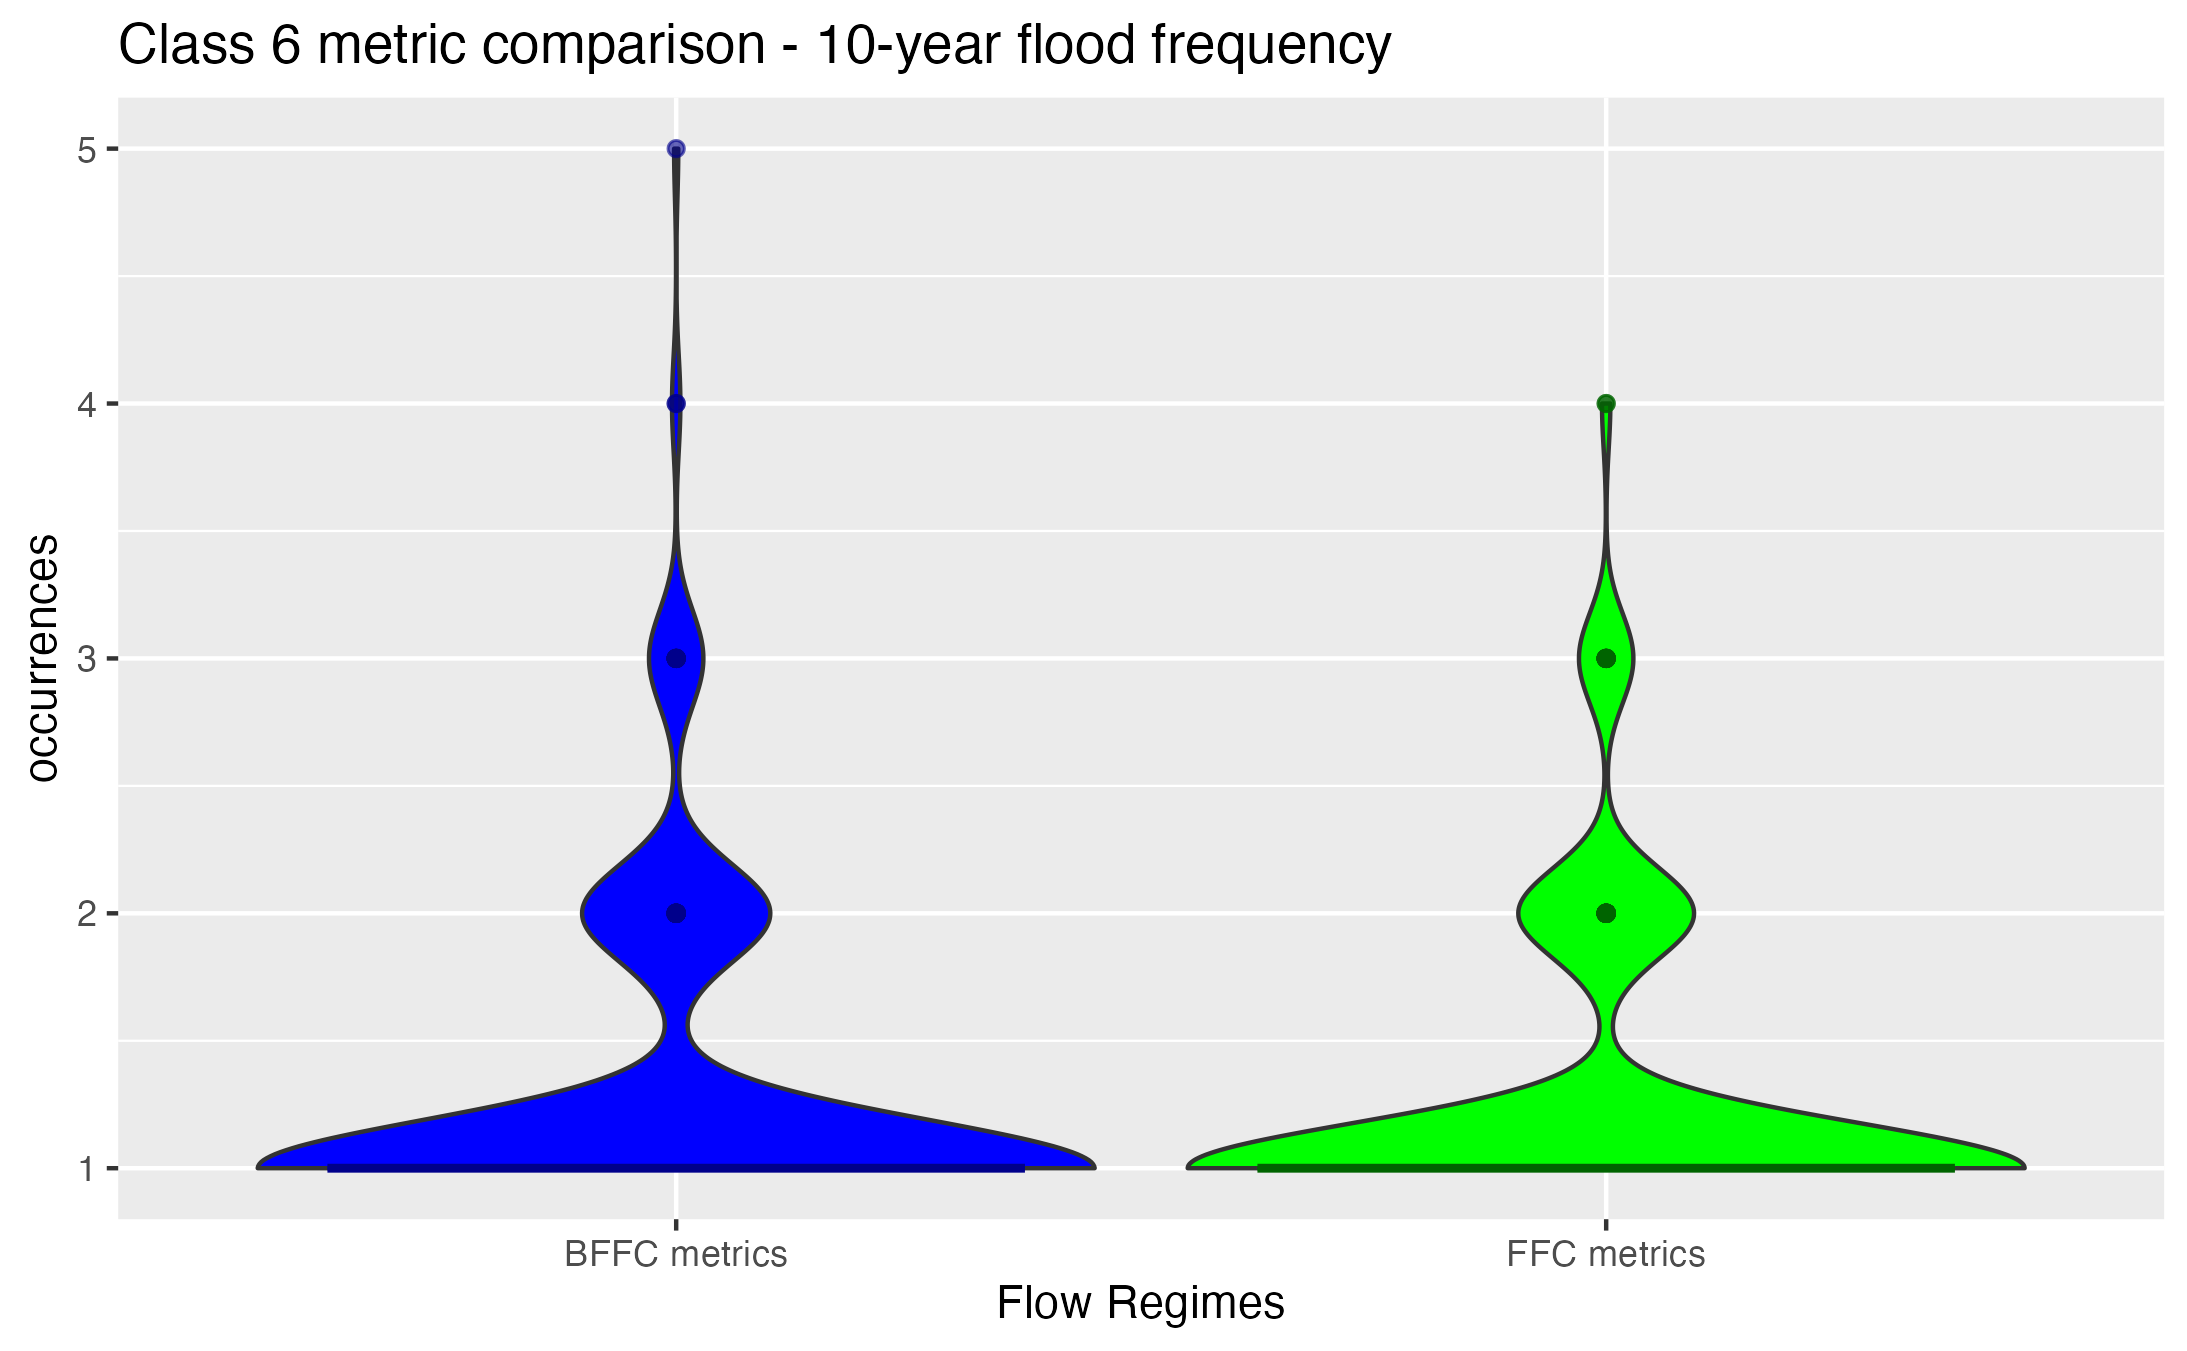 Class 6 metric comparison - 10-year flood frequency
5
4
3
2
1
occurrences
BFFC metrics
FFC metrics
Flow Regimes